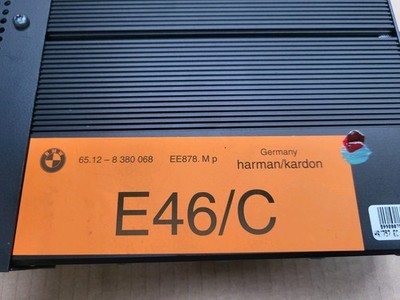 65.12 – 8 380 068 EE878. M p Germany
harman/kardon
E46/C